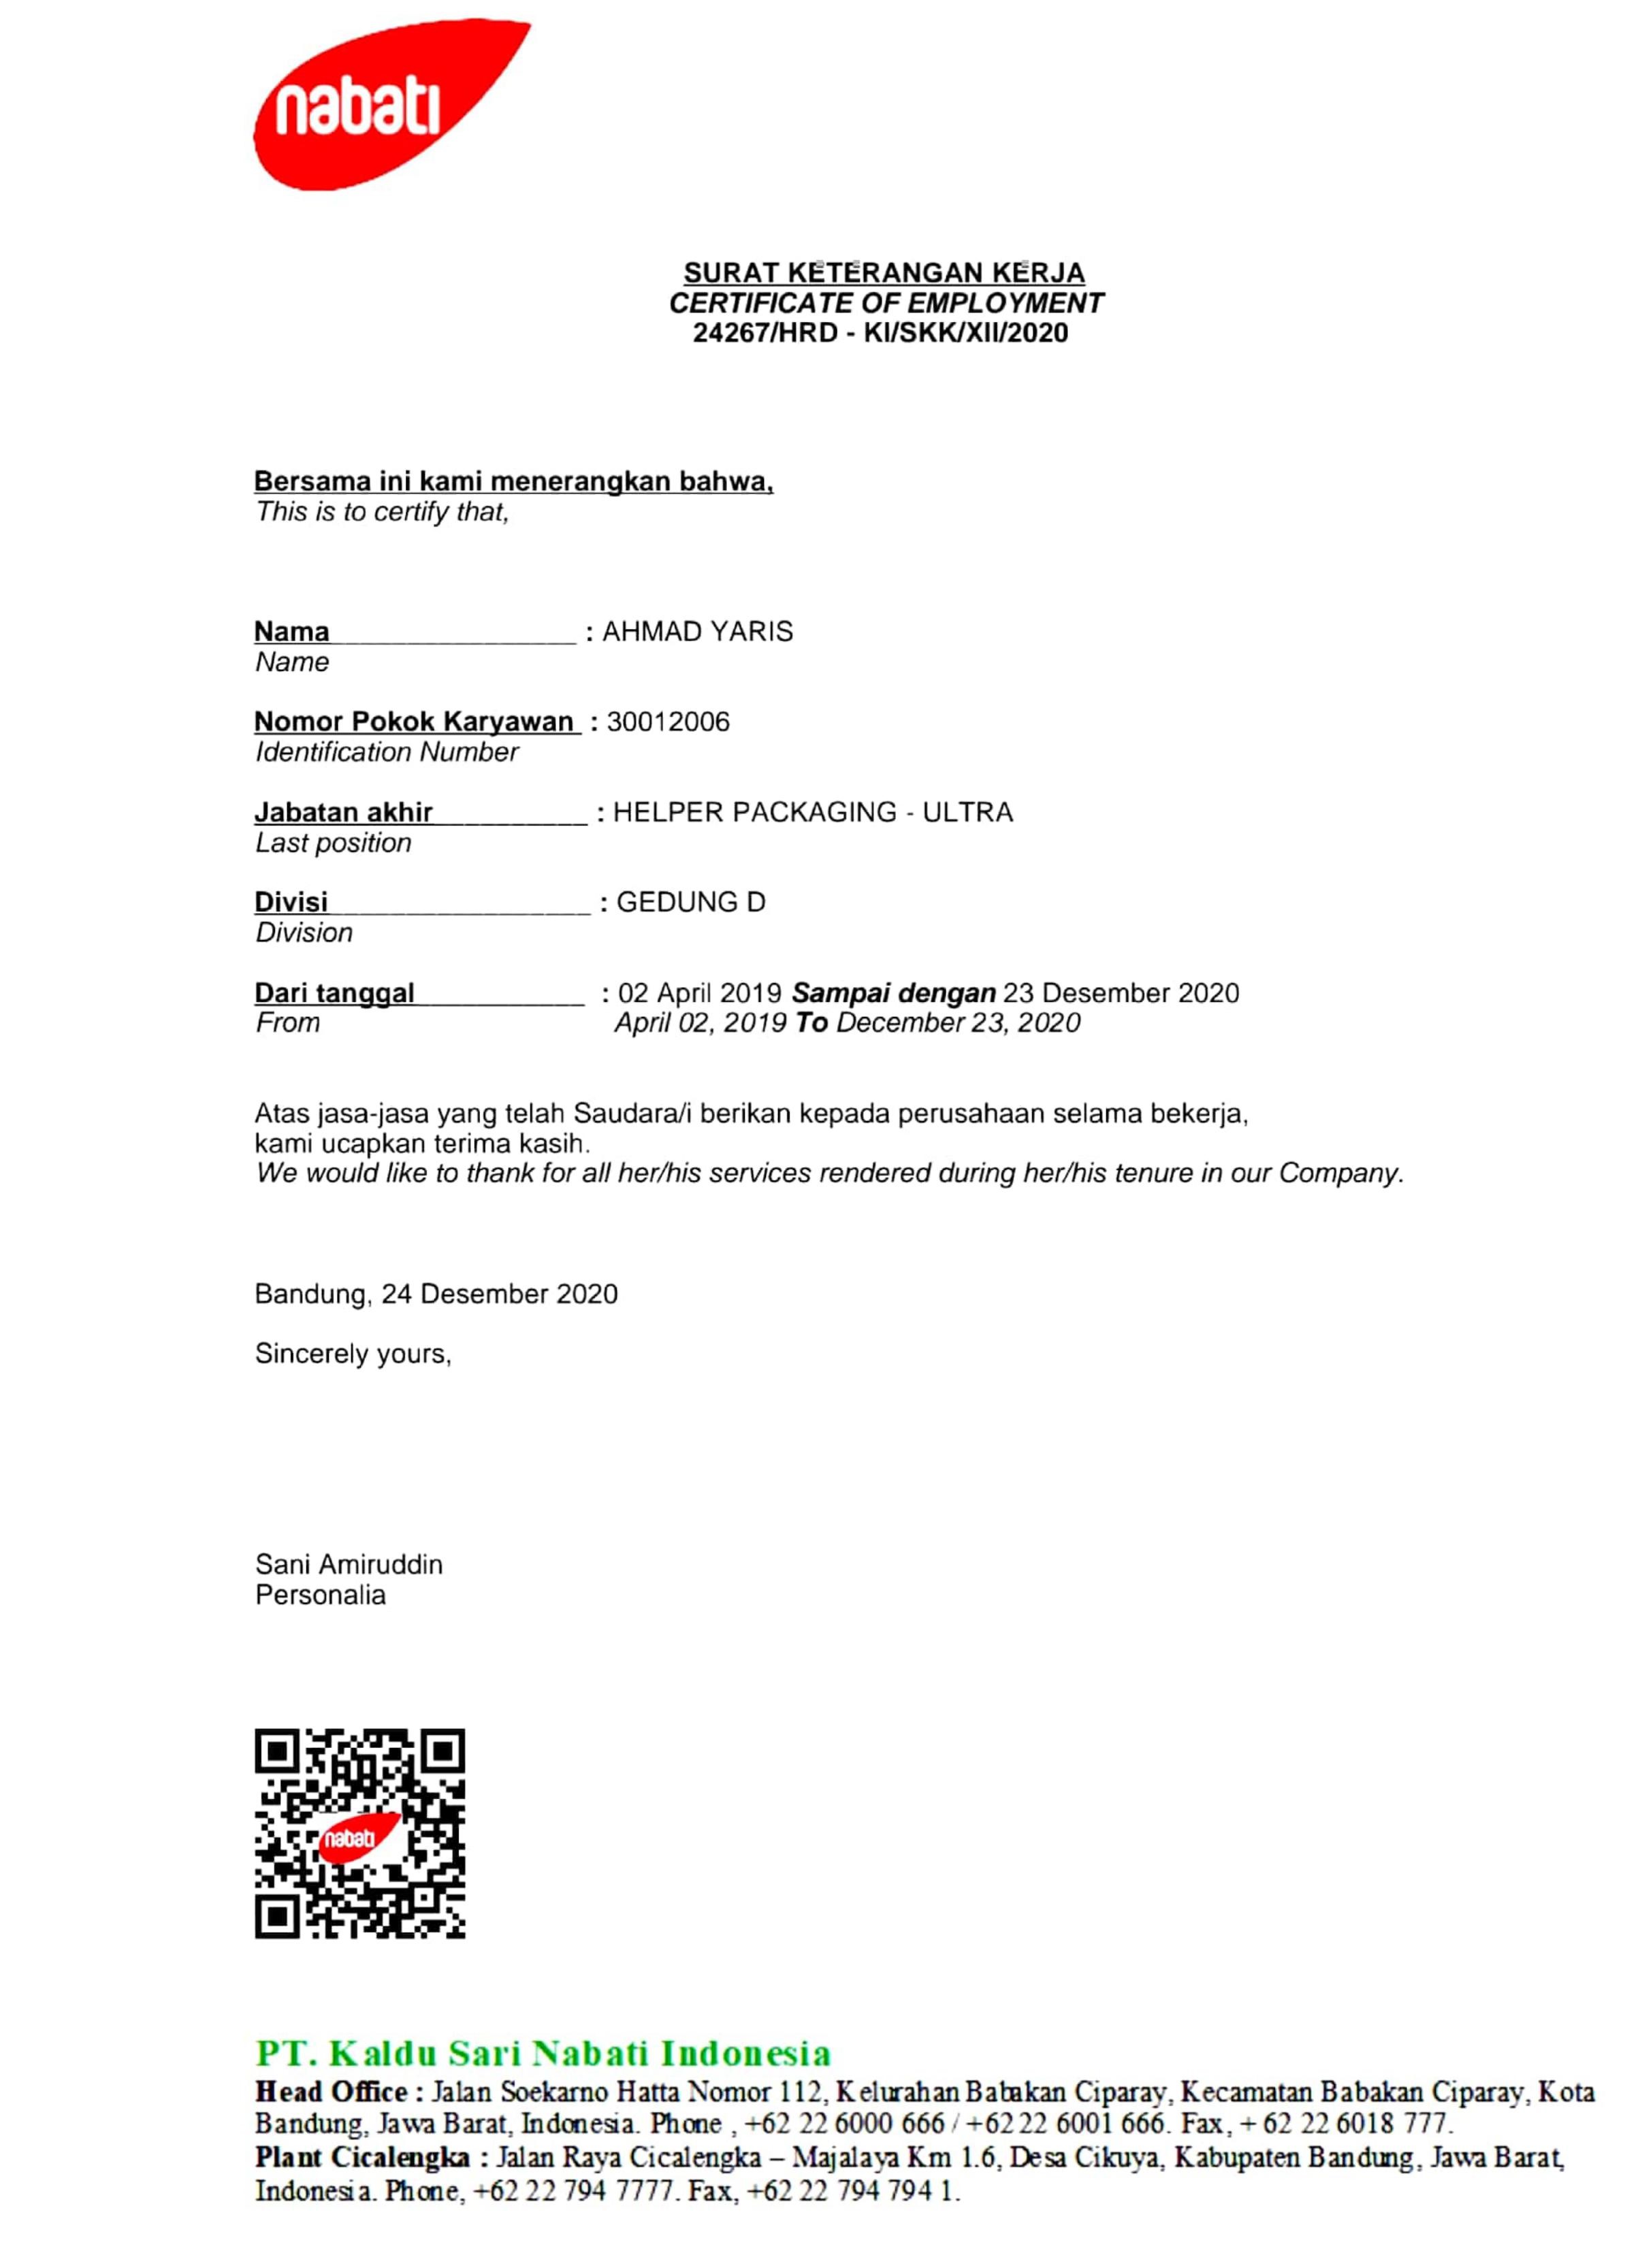 nabati
SURAT KETERANGAN KERJA
CERTIFICATE OF EMPLOYMENT
24267/HRD - KI/SKK/XII/2020
Bersama ini kami menerangkan bahwa,
This is to certify that,
Nama________________ : AHMAD YARIS
Name
Nomor Pokok Karyawan : 30012006
Identification Number
Jabatan akhir__________ : HELPER PACKAGING - ULTRA
Last position
Divisi_________________ : GEDUNG D
Division
Dari tanggal___________ : 02 April 2019 Sampai dengan 23 Desember 2020
From April 02, 2019 To December 23, 2020
Atas jasa-jasa yang telah Saudara/i berikan kepada perusahaan selama bekerja,
kami ucapkan terima kasih.
We would like to thank for all her/his services rendered during her/his tenure in our Company.
Bandung, 24 Desember 2020
Sincerely yours,
Sani Amiruddin
Personalia
nabati
PT. Kaldu Sari Nabati Indonesia
Head Office : Jalan Soekarno Hatta Nomor 112, Kelurahan Babakan Ciparay, Kecamatan Babakan Ciparay, Kota
Bandung, Jawa Barat, Indonesia. Phone , +62 22 6000 666 / +62 22 6001 666. Fax, + 62 22 6018 777.
Plant Cicalengka : Jalan Raya Cicalengka – Majalaya Km 1.6, Desa Cikuya, Kabupaten Bandung, Jawa Barat,
Indonesia. Phone, +62 22 794 7777. Fax, +62 22 794 794 1.